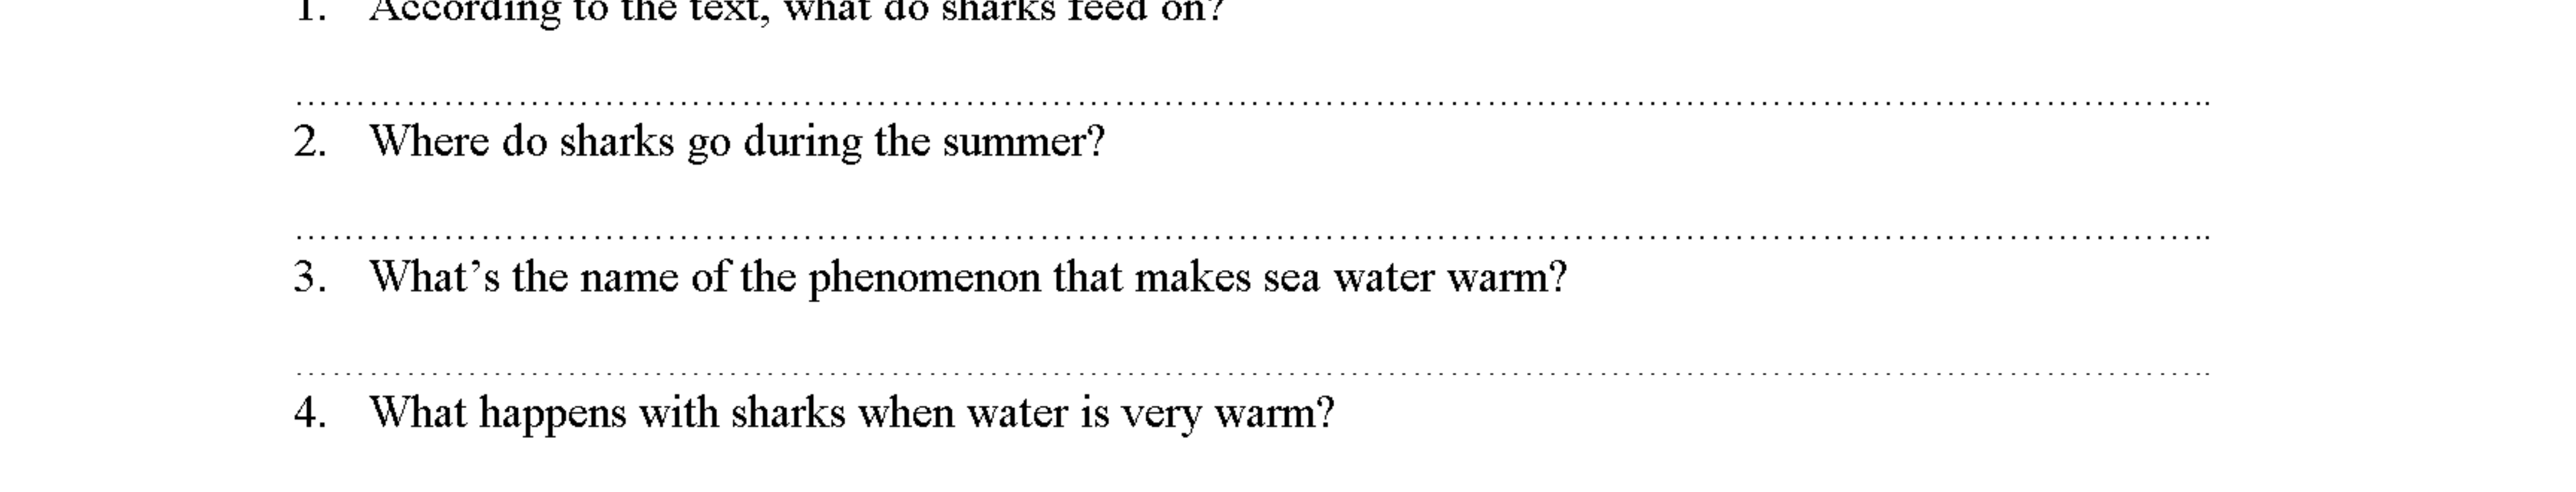 1. According to the text, what do sharks feed on?
2. Where do sharks go during the summer?
3. What’s the name of the phenomenon that makes sea water warm?
4. What happens with sharks when water is very warm?